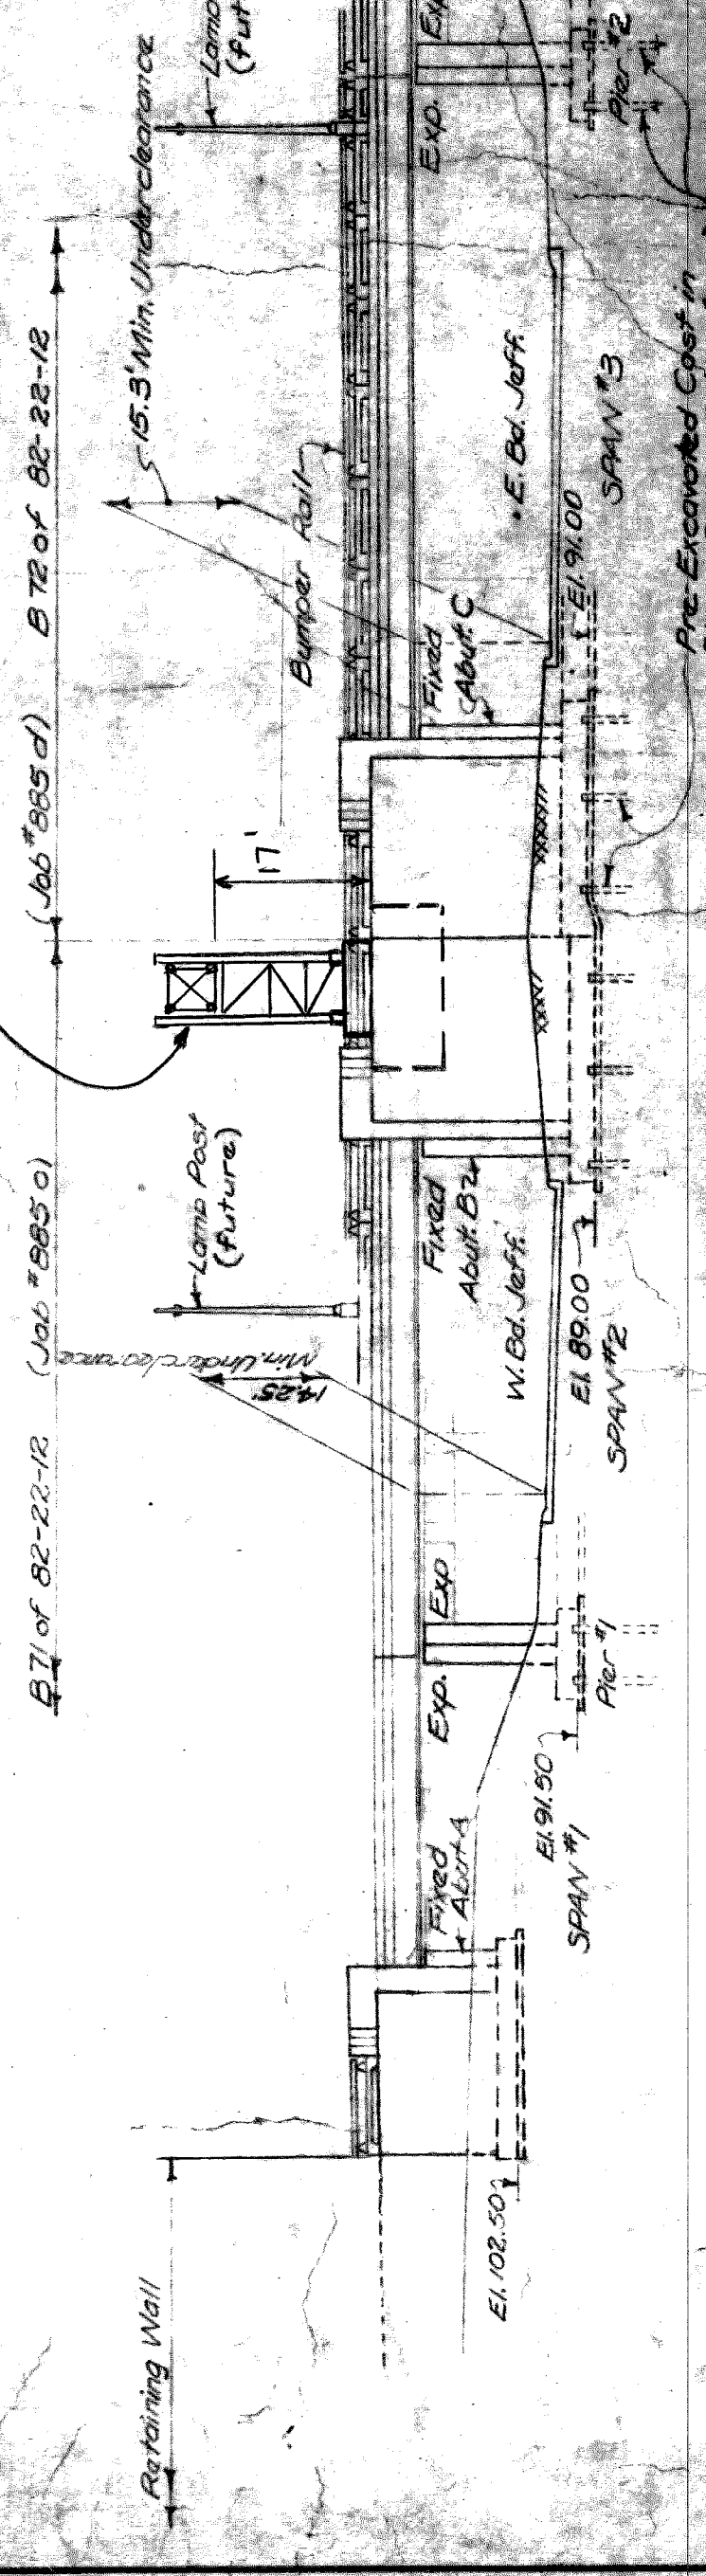 B71 of 82-22-12 (Job #885 O)
(Job #885 d) B 72 of 82-22-12
15.3' Min. Underclearance
Lamp
(fut
17'
Retaining Wall
14.25'
Min. Underclearance
Lamp Post
(future)
Bumper Rail
Fixed
Abut. A
Exp.
Exp
Fixed
Abut. B
W. Bd. Jeff.
Fixed
Abut. C
E. Bd. Jeff.
Exp.
Exp
El. 102.50
El. 91.50
SPAN #1
Pier #1
El. 89.00
SPAN #2
El. 91.00
SPAN #3
Pier #2
Pre-Excavated Cost in